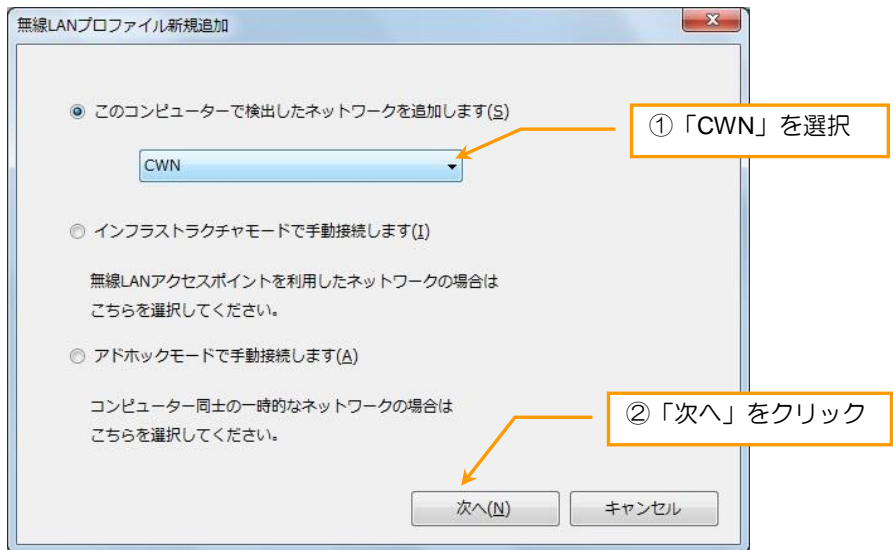 無線LANプロファイル新規追加
このコンピューターで検出したネットワークを追加します(S)
①「CWN」を選択
CWN
インフラストラクチャモードで手動接続します(I)
無線LANアクセスポイントを利用したネットワークの場合は
こちらを選択してください。
アドホックモードで手動接続します(A)
コンピューター同士の一時的なネットワークの場合は
こちらを選択してください。
②「次へ」をクリック
次へ(N)
キャンセル